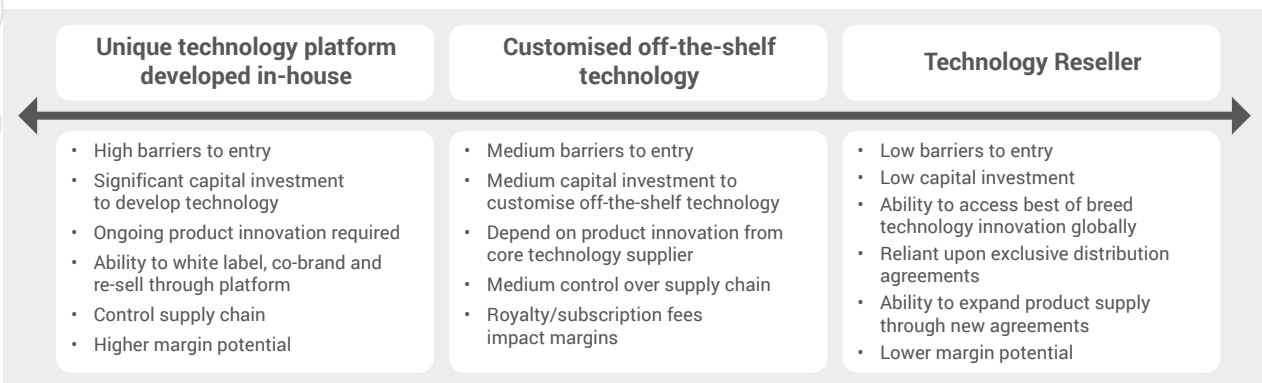 Unique technology platform
developed in-house
Customised off-the-shelf
technology
Technology Reseller
• High barriers to entry
• Significant capital investment
to develop technology
• Ongoing product innovation required
• Ability to white label, co-brand and
re-sell through platform
• Control supply chain
• Higher margin potential
• Medium barriers to entry
• Medium capital investment to
customise off-the-shelf technology
• Depend on product innovation from
core technology supplier
• Medium control over supply chain
• Royalty/subscription fees
impact margins
• Low barriers to entry
• Low capital investment
• Ability to access best of breed
technology innovation globally
• Reliant upon exclusive distribution
agreements
• Ability to expand product supply
through new agreements
• Lower margin potential